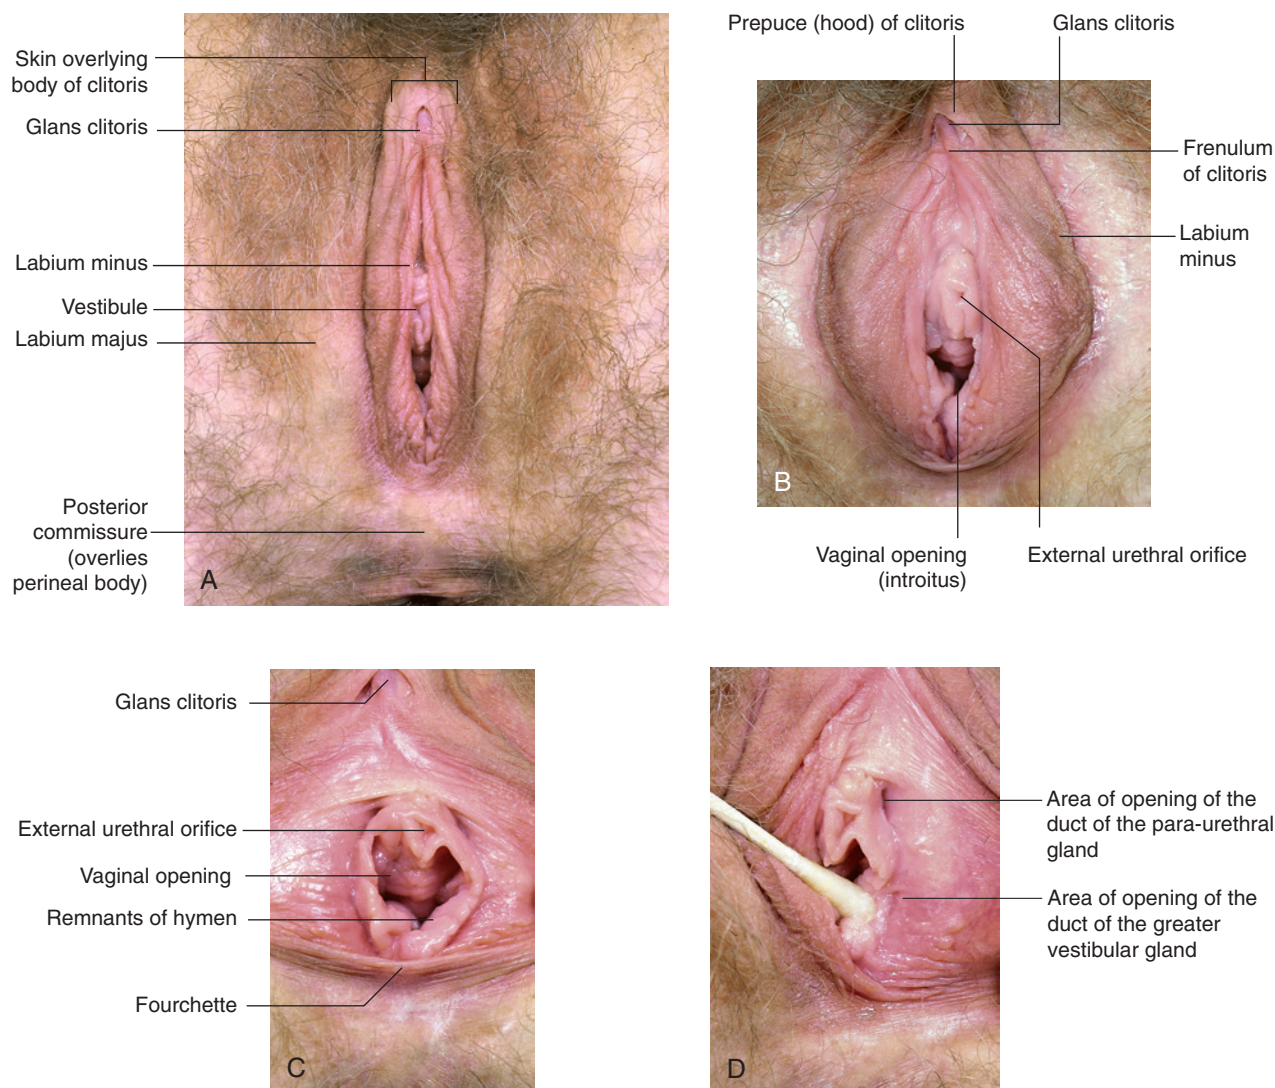 Skin overlying
body of clitoris
Glans clitoris
Labium minus
Vestibule
Labium majus
Posterior
commissure
(overlies
perineal body)
A
Prepuce (hood) of clitoris
Glans clitoris
Frenulum
of clitoris
Labium
minus
B
Vaginal opening
(introitus)
External urethral orifice
Glans clitoris
External urethral orifice
Vaginal opening
Remnants of hymen
Fourchette
C
Area of opening of the
duct of the para-urethral
gland
Area of opening of the
duct of the greater
vestibular gland
D